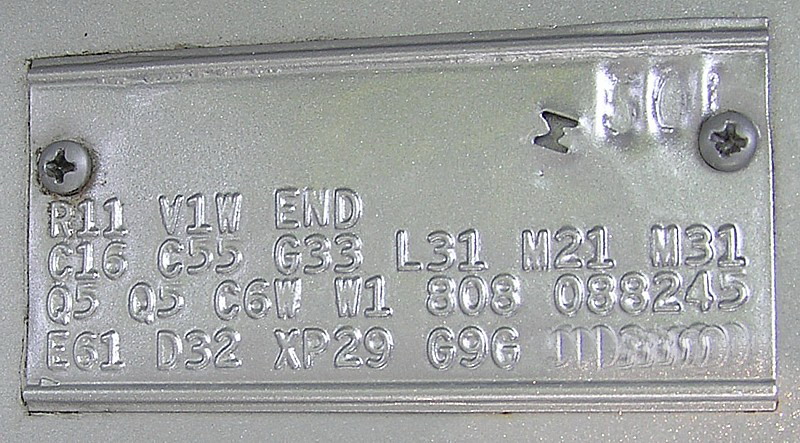 R11 V1W END
C16 C55 G33 L31 M21 M31
Q5 Q5 C6W W1 808 088245
E61 D32 XP29 G9G